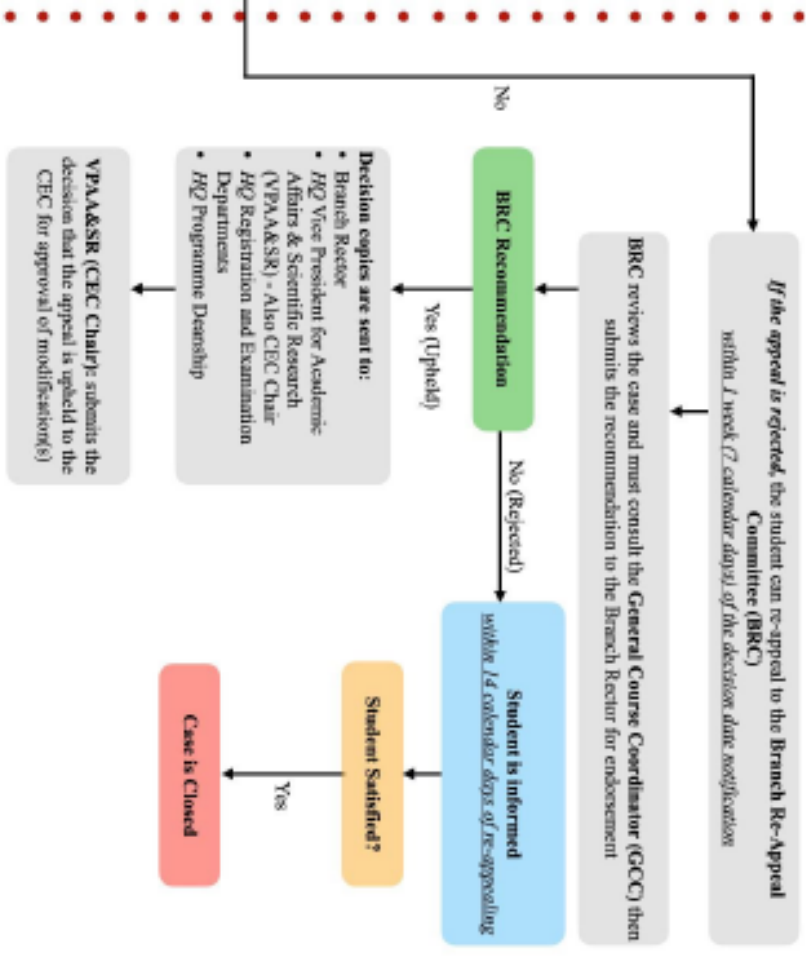 No
If the appeal is rejected, the student can re-appeal to the Branch Re-Appeal
Committee (BRC)
within 1 week (7 calendar days) of the decision date notification
BRC reviews the case and must consult the General Course Coordinator (GCC) then
submits the recommendation to the Branch Rector for endorsement
BRC Recommendation
Yes (Upheld)
No (Rejected)
Decision copies are sent to:
• Branch Rector
• HQ Vice President for Academic
Affairs & Scientific Research
(VPAA&SR) - Also CEC Chair
• HQ Registration and Examination
Departments
• HQ Programme Deanship
VPAA&SR (CEC Chair): submits the
decision that the appeal is upheld to the
CEC for approval of modification(s)
Student is informed
within 14 calendar days of re-appealing
Student Satisfied?
Yes
Case is Closed